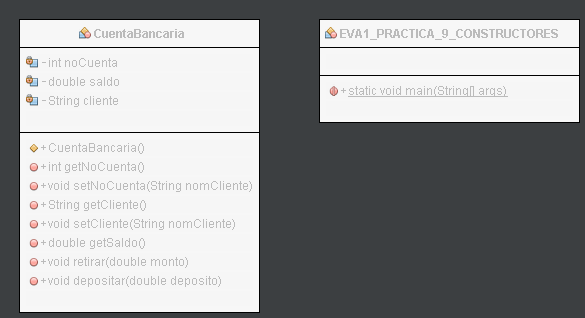 CuentaBancaria
- int noCuenta
- double saldo
- String cliente
+ CuentaBancaria()
+ int getNoCuenta()
+ void setNoCuenta(String nomCliente)
+ String getCliente()
+ void setCliente(String nomCliente)
+ double getSaldo()
+ void retirar(double monto)
+ void depositar(double deposito)
EVA1_PRACTICA_9_CONSTRUCTORES
+ static void main(String[] args)